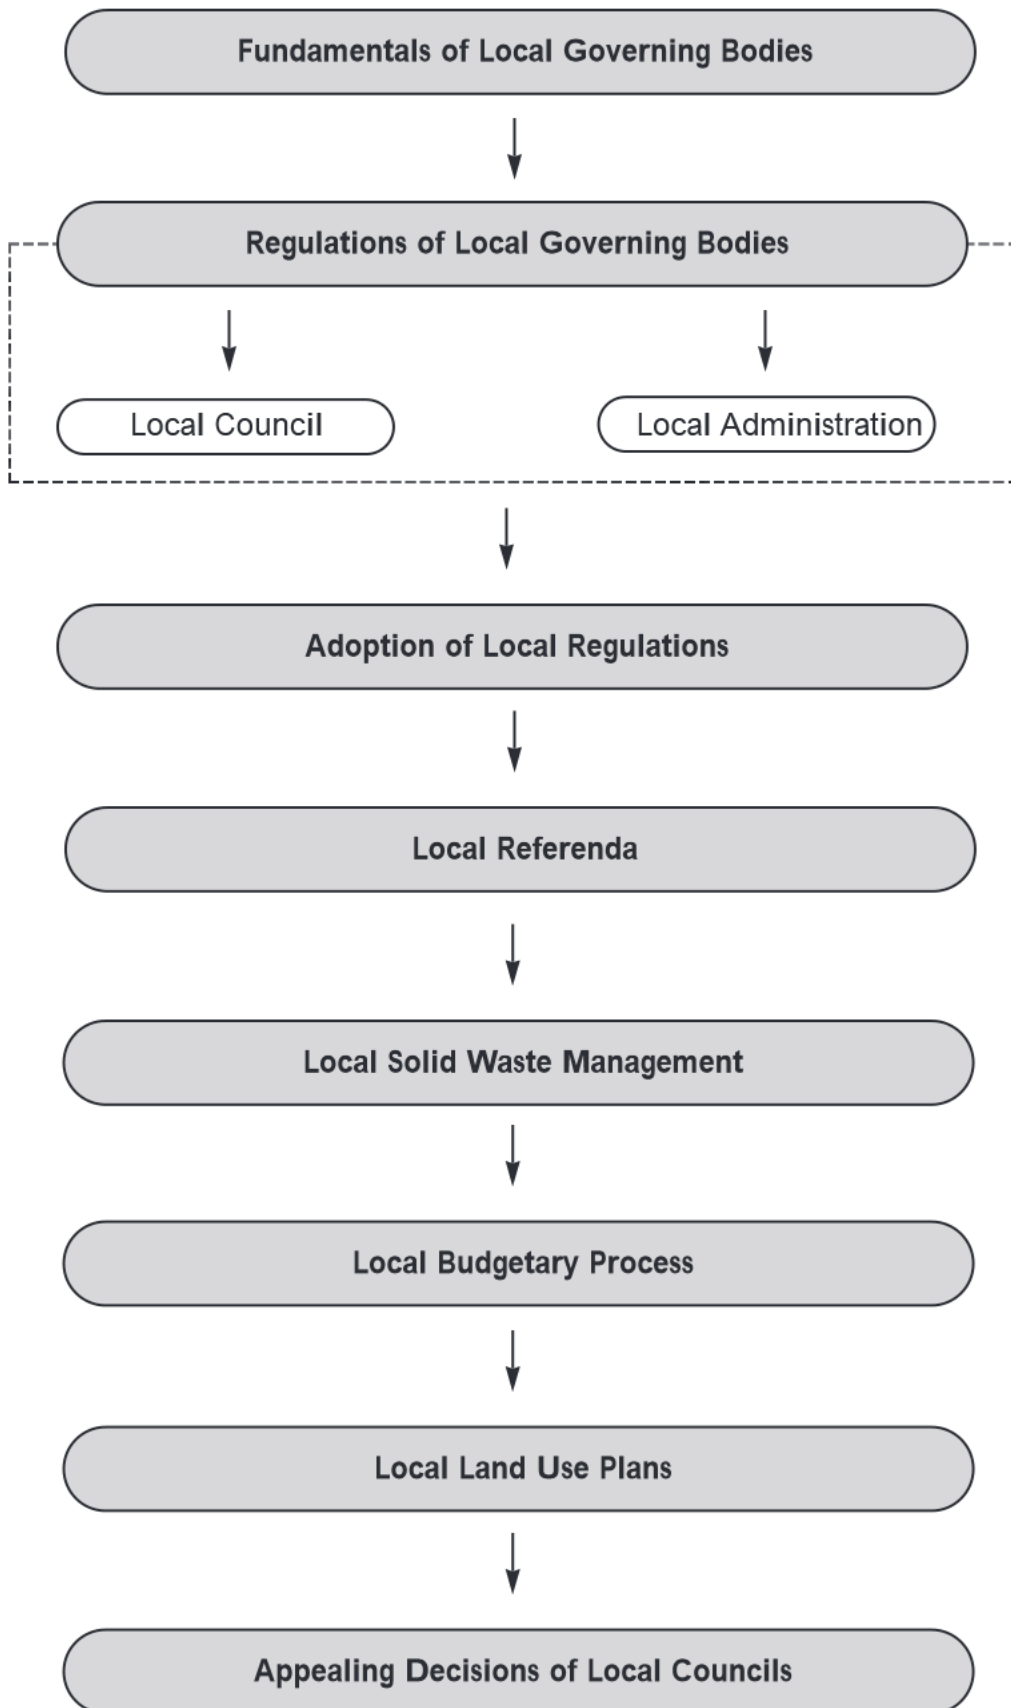 Fundamentals of Local Governing Bodies
Regulations of Local Governing Bodies
Local Council
Local Administration
Adoption of Local Regulations
Local Referenda
Local Solid Waste Management
Local Budgetary Process
Local Land Use Plans
Appealing Decisions of Local Councils